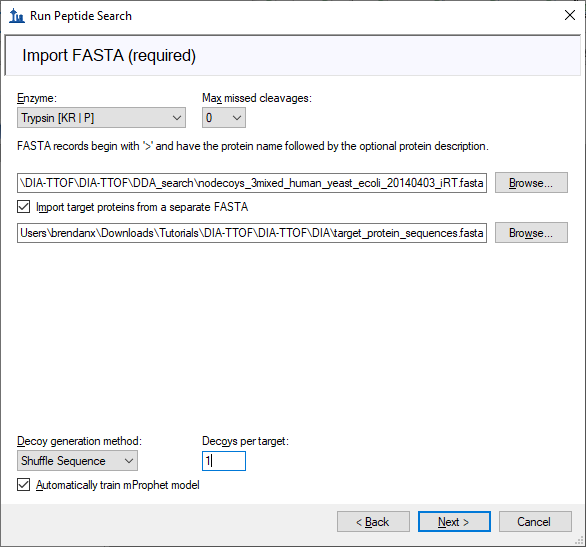 Run Peptide Search
Import FASTA (required)
Enzyme: Max missed cleavages:
Trypsin [KR | P] 0
FASTA records begin with '>' and have the protein name followed by the optional protein description.
\DIA-TTOF\DIA-TTOF\DDA_search\nodecoys_3mixed_human_yeast_ecoli_20140403_iRT.fasta Browse...
Import target proteins from a separate FASTA
Users\brendanx\Downloads\Tutorials\DIA-TTOF\DIA-TTOF\DIA\target_protein_sequences.fasta Browse...
Decoy generation method: Decoys per target:
Shuffle Sequence 1
Automatically train mProphet model
< Back Next > Cancel